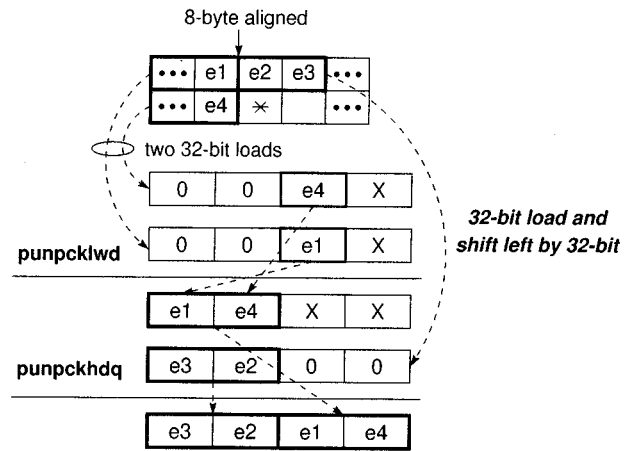 8-byte aligned
••• e1 e2 e3 •••
••• e4 * •••
two 32-bit loads
0 0 e4 X
32-bit load and
shift left by 32-bit
0 0 e1 X
punpcklwd
e1 e4 X X
e3 e2 0 0
punpckhdq
e3 e2 e1 e4